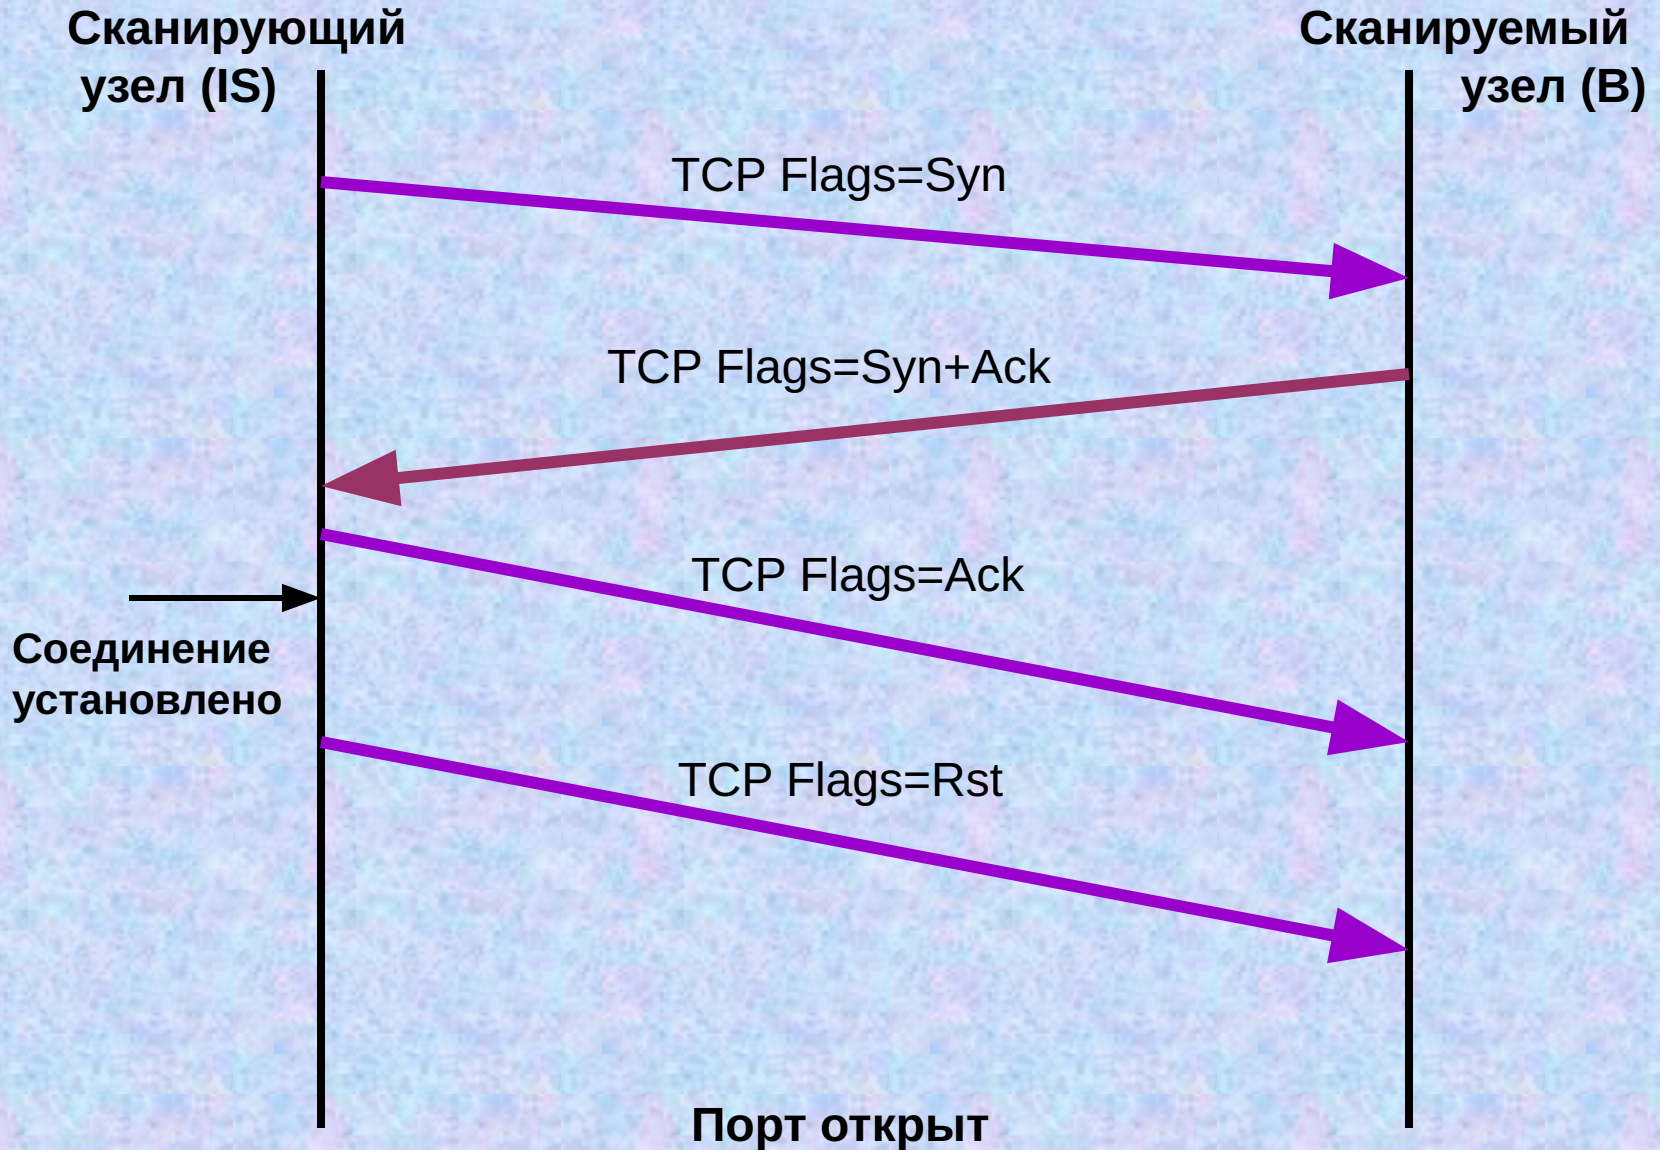 Сканирующий
узел (IS)
Сканируемый
узел (В)
TCP Flags=Syn
TCP Flags=Syn+Ack
TCP Flags=Ack
Соединение
установлено
TCP Flags=Rst
Порт открыт